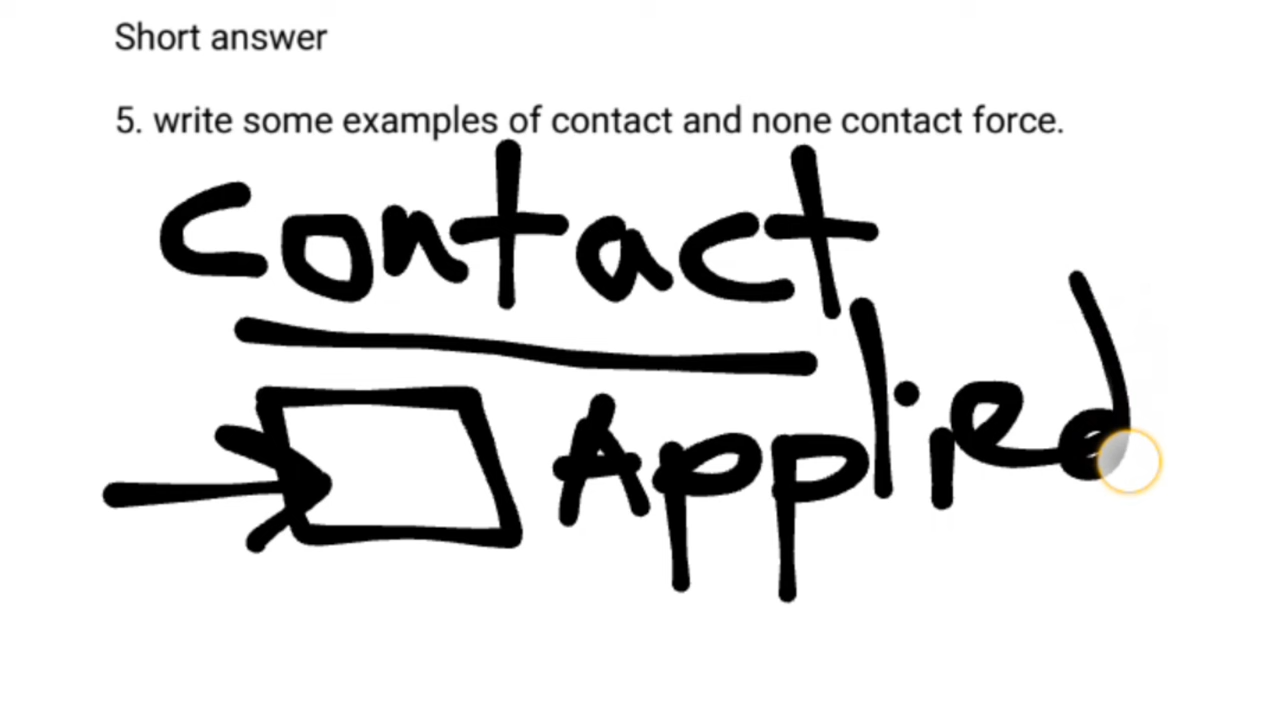 Short answer
5. write some examples of contact and none contact force.
contact
Applied